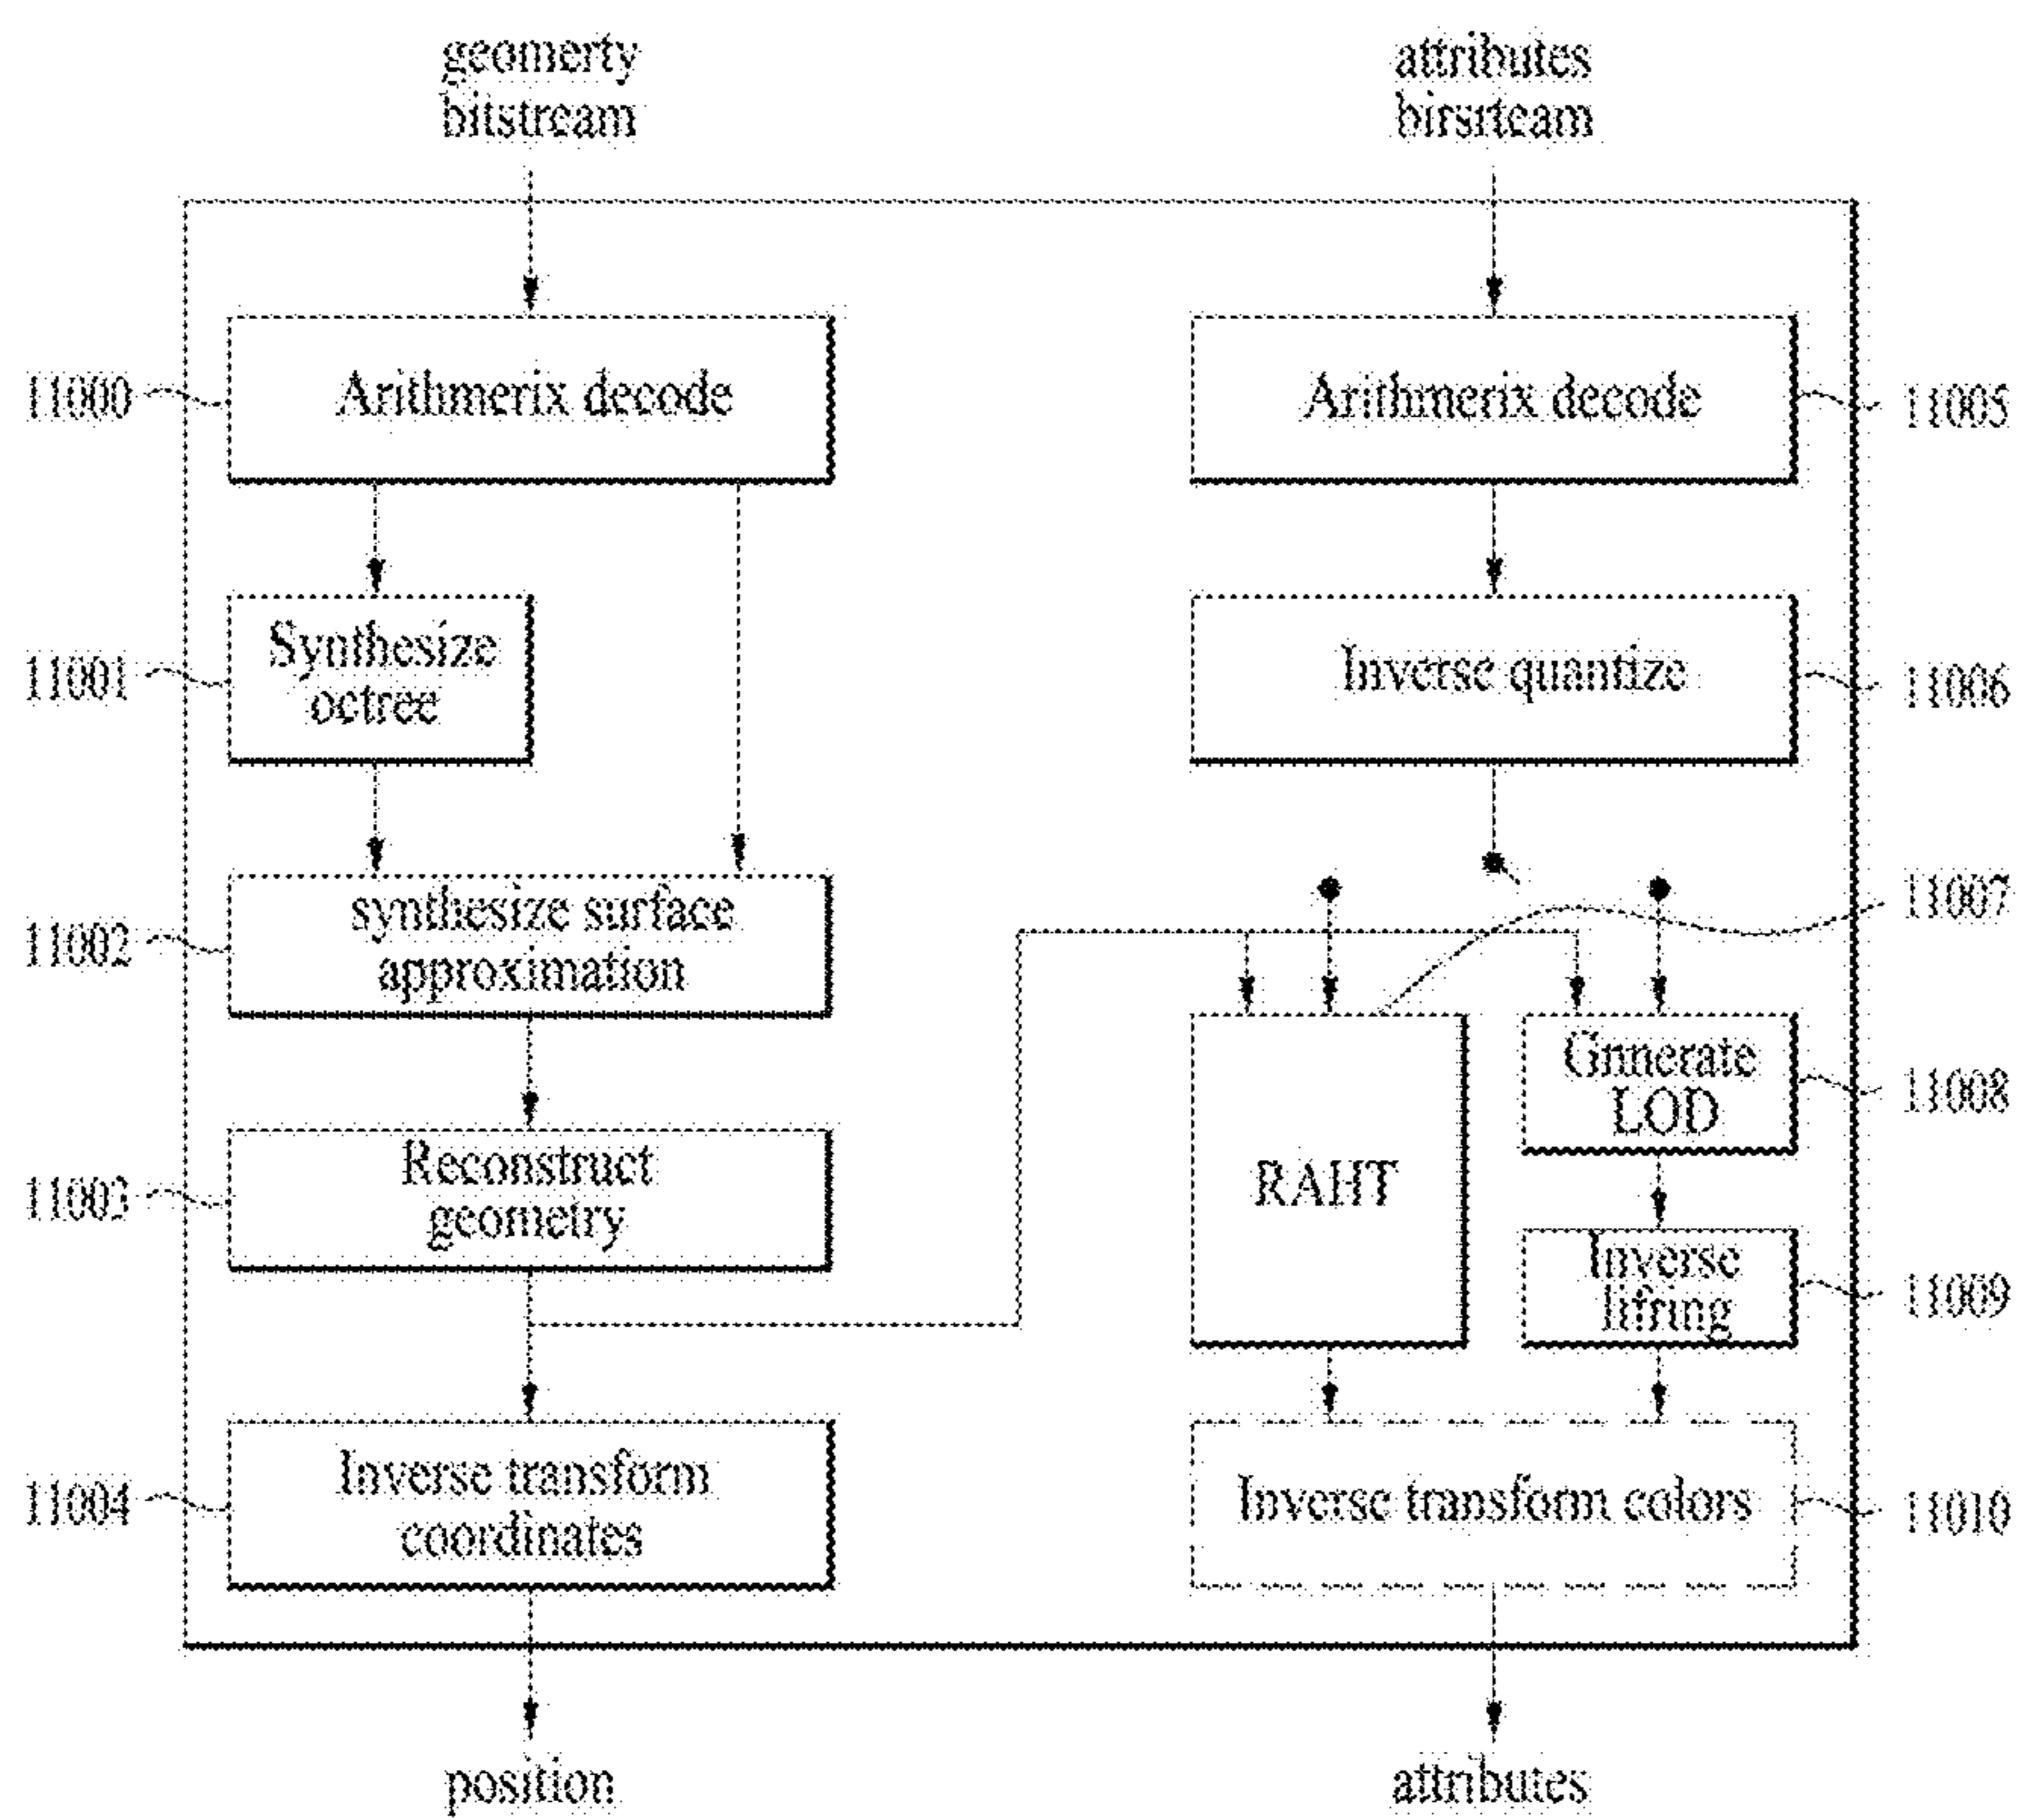 geomerty
bitstream
attributes
birsrteam
11000
Arithmerix decode
Arithmerix decode
11005
11001
Synthesize
octree
Inverse quantize
11006
11002
synthesize surface
approximation
11007
11003
Reconstruct
geometry
RAHT
Gnnerate
LOD
11008
Inverse
lifring
11009
11004
Inverse transform
coordinates
Inverse transform colors
11010
position
attributes